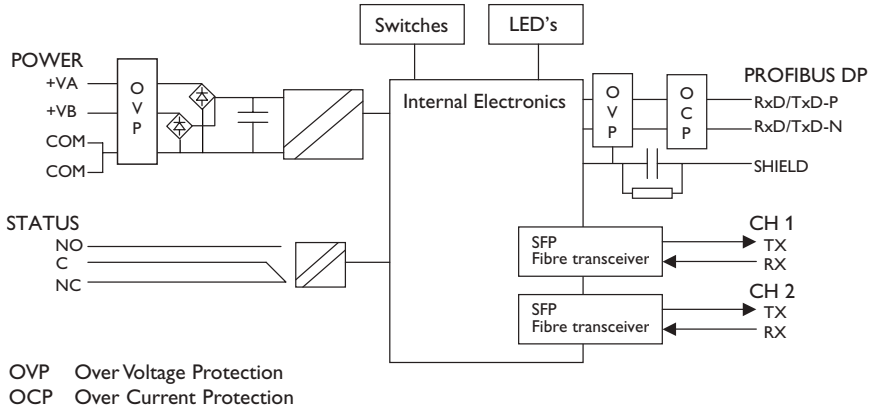 Switches
LED's
POWER
+VA
+VB
COM
COM
O
V
P
Internal Electronics
O
V
P
O
C
P
PROFIBUS DP
RxD/TxD-P
RxD/TxD-N
SHIELD
STATUS
NO
C
NC
SFP
Fibre transceiver
CH 1
TX
RX
SFP
Fibre transceiver
CH 2
TX
RX
OVP Over Voltage Protection
OCP Over Current Protection